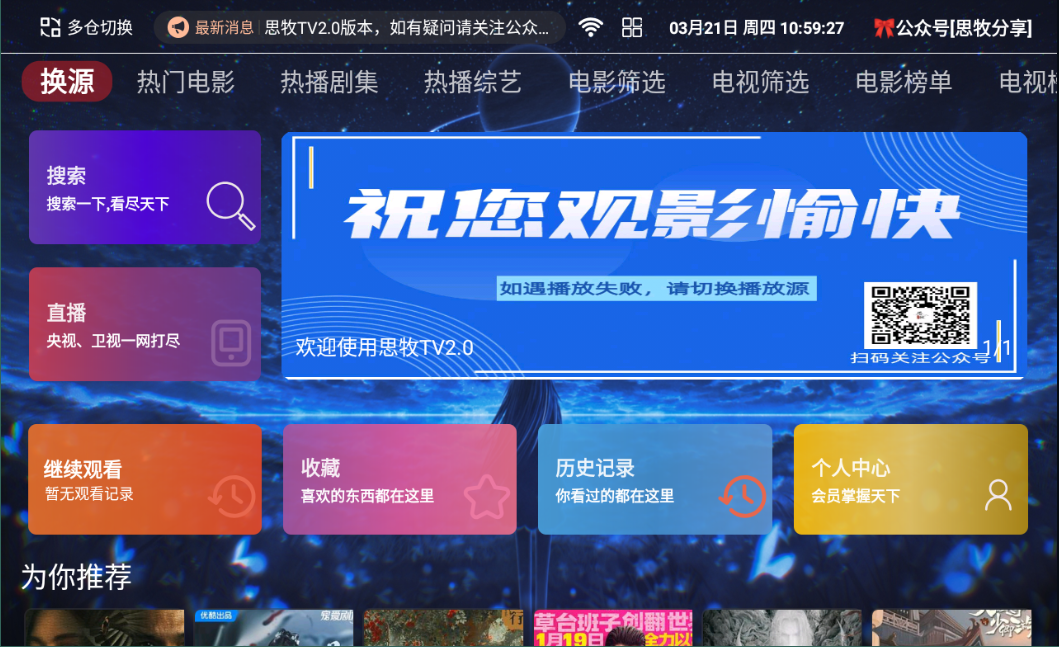 多仓切换
最新消息 思牧TV2.0版本，如有疑问请关注公众...
03月21日 周四 10:59:27
公众号[思牧分享]
换源 热门电影 热播剧集 热播综艺 电影筛选 电视筛选 电影榜单 电视
搜索
搜索一下,看尽天下
祝您观影愉快
如遇播放失败，请切换播放源
直播
央视、卫视一网打尽
欢迎使用思牧TV2.0
1/1
扫码关注公众号
继续观看
暂无观看记录
收藏
喜欢的东西都在这里
历史记录
你看过的都在这里
个人中心
会员掌握天下
为你推荐
优酷出品
草台班子创翻世
1月19日 全力以